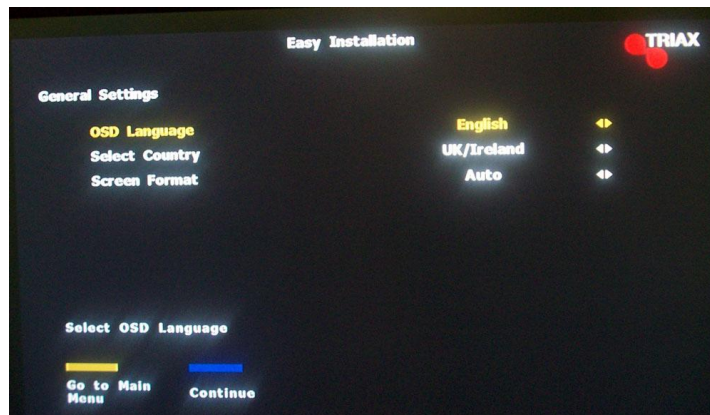 Easy Installation
TRIAX
General Settings
OSD Language English
Select Country UK/Ireland
Screen Format Auto
Select OSD Language
Go to Main
Menu
Continue